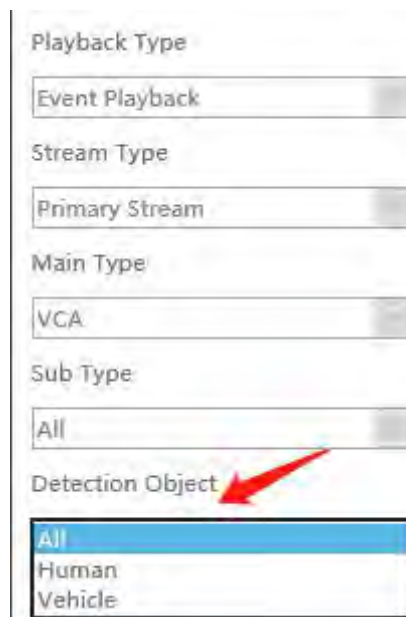 Playback Type
Event Playback
Stream Type
Primary Stream
Main Type
VCA
Sub Type
All
Detection Object
All
Human
Vehicle